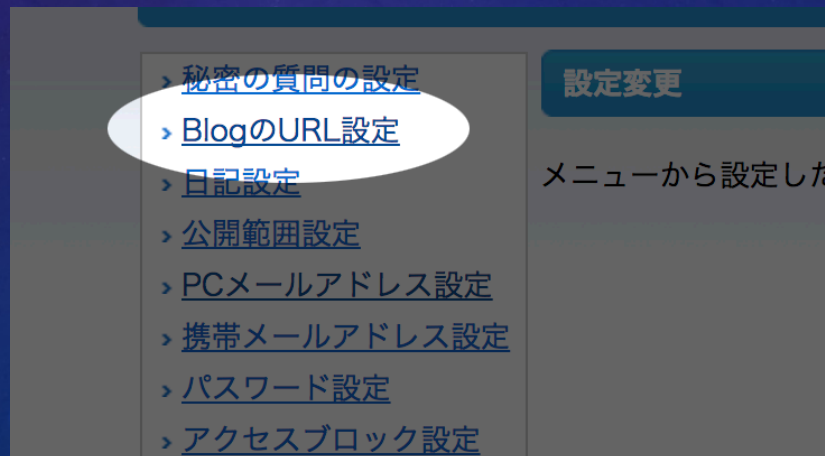 秘密の質問の設定
BlogのURL設定
日記設定
公開範囲設定
PCメールアドレス設定
携帯メールアドレス設定
パスワード設定
アクセスブロック設定
設定変更
メニューから設定した